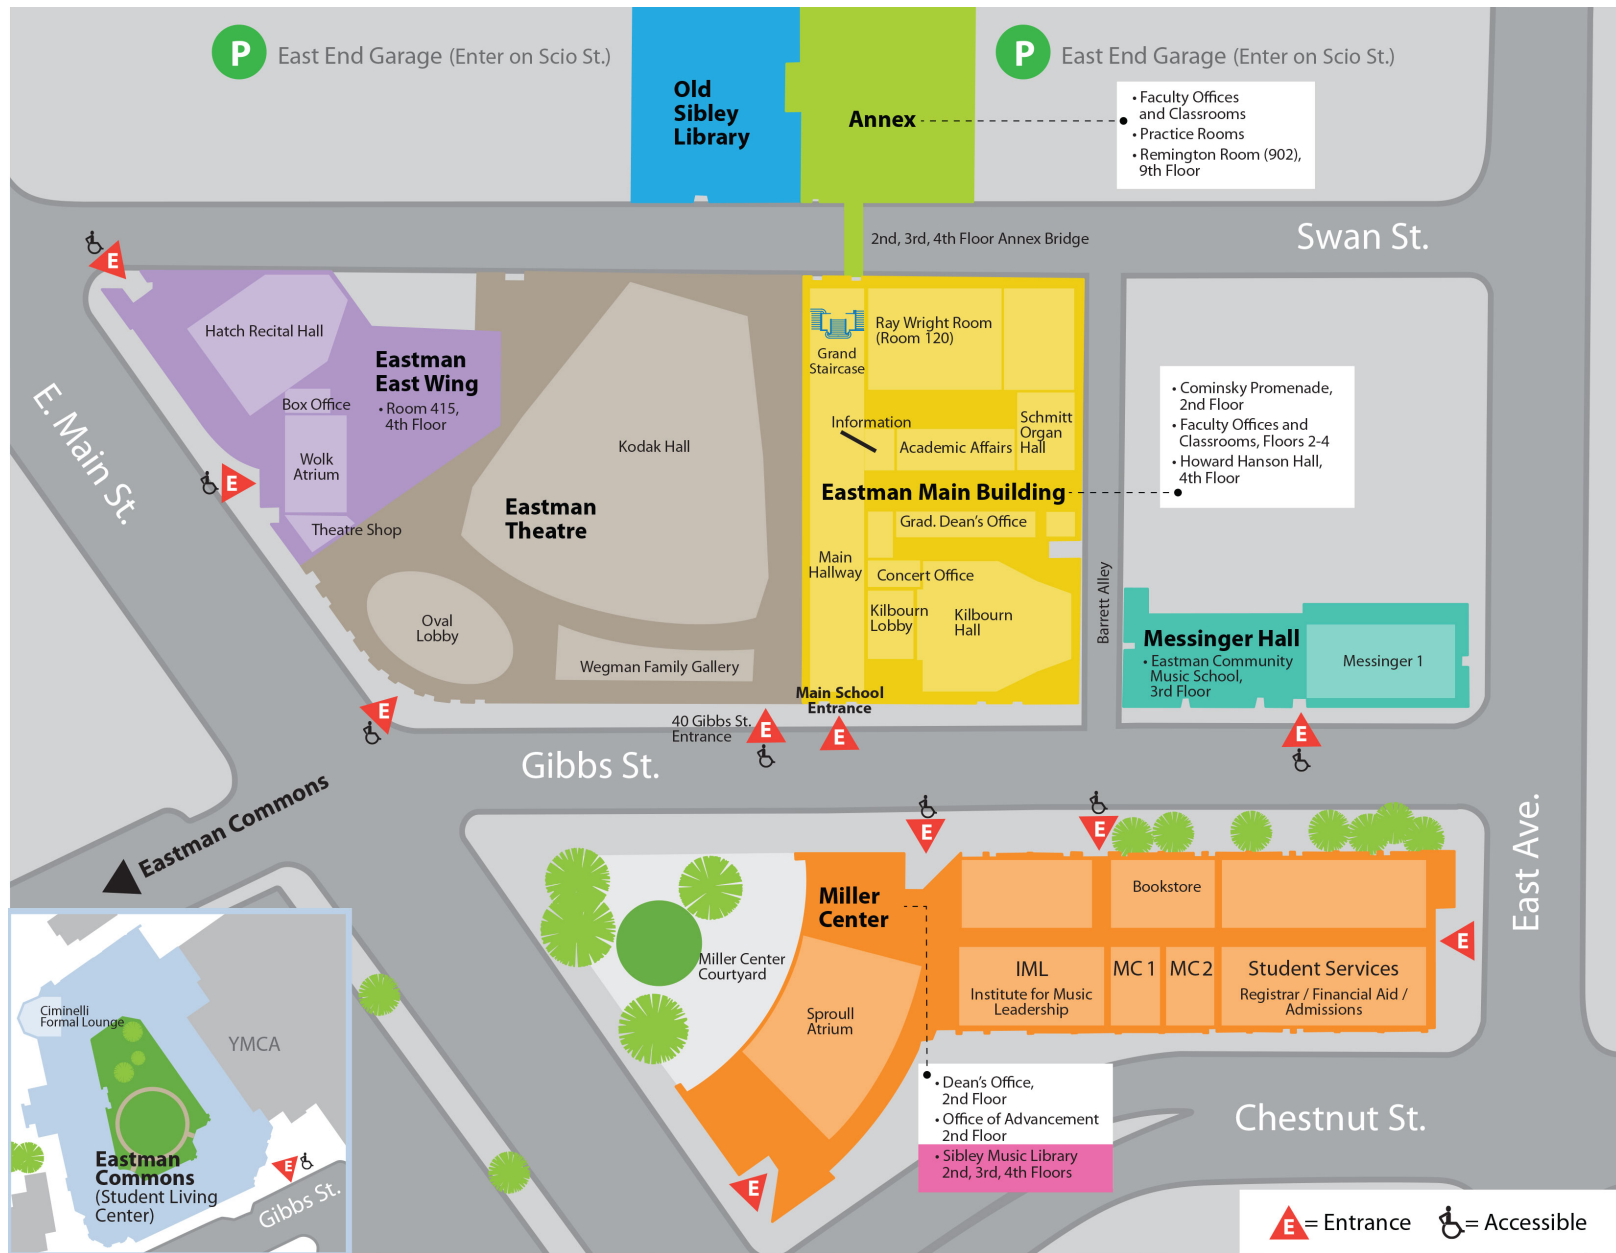 P East End Garage (Enter on Scio St.)
P East End Garage (Enter on Scio St.)
Old
Sibley
Library
Annex
• Faculty Offices
and Classrooms
• Practice Rooms
• Remington Room (902),
9th Floor
2nd, 3rd, 4th Floor Annex Bridge
Swan St.
E
Hatch Recital Hall
Eastman
East Wing
• Room 415,
4th Floor
Box Office
Wolk
Atrium
Theatre Shop
E
E. Main St.
Kodak Hall
Eastman
Theatre
Oval
Lobby
Wegman Family Gallery
E
Grand
Staircase
Ray Wright Room
(Room 120)
Information
Academic Affairs
Schmitt
Organ
Hall
Eastman Main Building
• Cominsky Promenade,
2nd Floor
• Faculty Offices and
Classrooms, Floors 2-4
• Howard Hanson Hall,
4th Floor
Grad. Dean's Office
Main
Hallway
Concert Office
Kilbourn
Lobby
Kilbourn
Hall
Barrett Alley
Messinger Hall
• Eastman Community
Music School,
3rd Floor
Messinger 1
Main School
Entrance
40 Gibbs St.
Entrance
E
E
E
Gibbs St.
Eastman Commons
East Ave.
E
E
Miller
Center
Bookstore
Miller Center
Courtyard
Sproull
Atrium
IML
Institute for Music
Leadership
MC 1
MC 2
Student Services
Registrar / Financial Aid /
Admissions
E
Ciminelli
Formal Lounge
YMCA
Eastman
Commons
(Student Living
Center)
E
Gibbs St.
• Dean's Office,
2nd Floor
• Office of Advancement
2nd Floor
• Sibley Music Library
2nd, 3rd, 4th Floors
E
Chestnut St.
E = Entrance
= Accessible